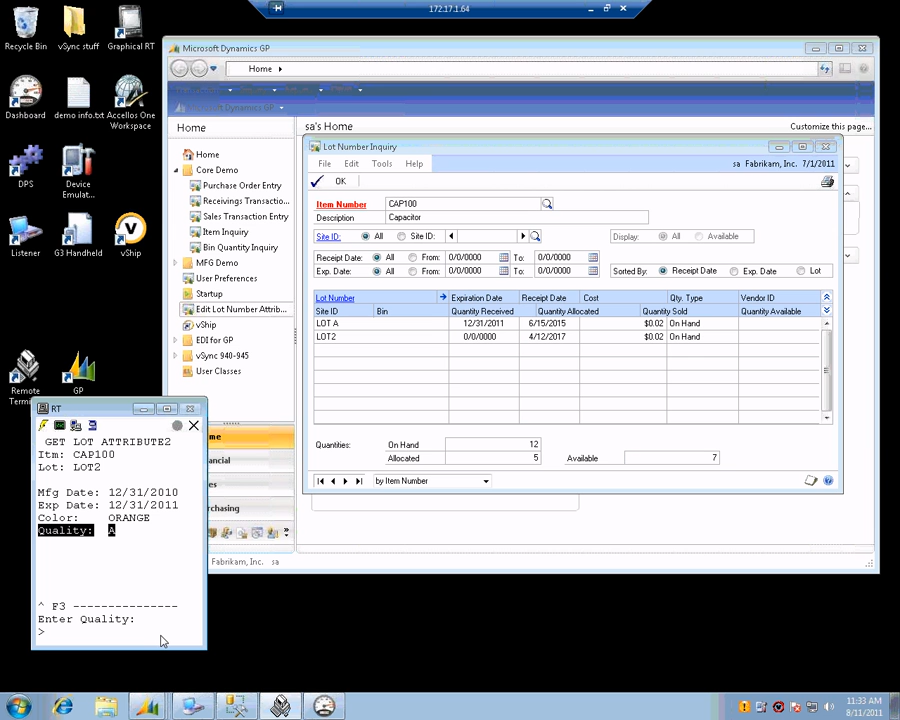 172.17.1.64
Recycle Bin
vSync stuff
Graphical RT
Dashboard
demo info.txt
Accellos One
Workspace
DPS
Device
Emulat...
Listener
G3 Handheld
vShip
Remote
Termi...
GP
Microsoft Dynamics GP
Home
Home
sa's Home
Customize this page...
Home
Core Demo
Purchase Order Entry
Receivings Transactio...
Sales Transaction Entry
Item Inquiry
Bin Quantity Inquiry
MFG Demo
User Preferences
Startup
Edit Lot Number Attrib...
vShip
EDI for GP
vSync 940-945
User Classes
me
ancial
es
chasing
Fabrikam, Inc. sa
Lot Number Inquiry
File Edit Tools Help
sa Fabrikam, Inc. 7/1/2011
OK
Item Number CAP100
Description Capacitor
Site ID: All Site ID:
Display: All Available
Receipt Date: All From: 0/0/0000 To: 0/0/0000
Exp. Date: All From: 0/0/0000 To: 0/0/0000
Sorted By: Receipt Date Exp. Date Lot
Lot Number Expiration Date Receipt Date Cost Qty. Type Vendor ID
Site ID Bin Quantity Received Quantity Allocated Quantity Sold Quantity Available
LOT A 12/31/2011 6/15/2015 $0.02 On Hand
LOT2 0/0/0000 4/12/2017 $0.02 On Hand
Quantities: On Hand 12
Allocated 5 Available 7
by Item Number
RT
GET LOT ATTRIBUTE2
Itm: CAP100
Lot: LOT2
Mfg Date: 12/31/2010
Exp Date: 12/31/2011
Color: ORANGE
Quality: A
^ F3 ---------------
Enter Quality:
>
11:33 AM
8/11/2011